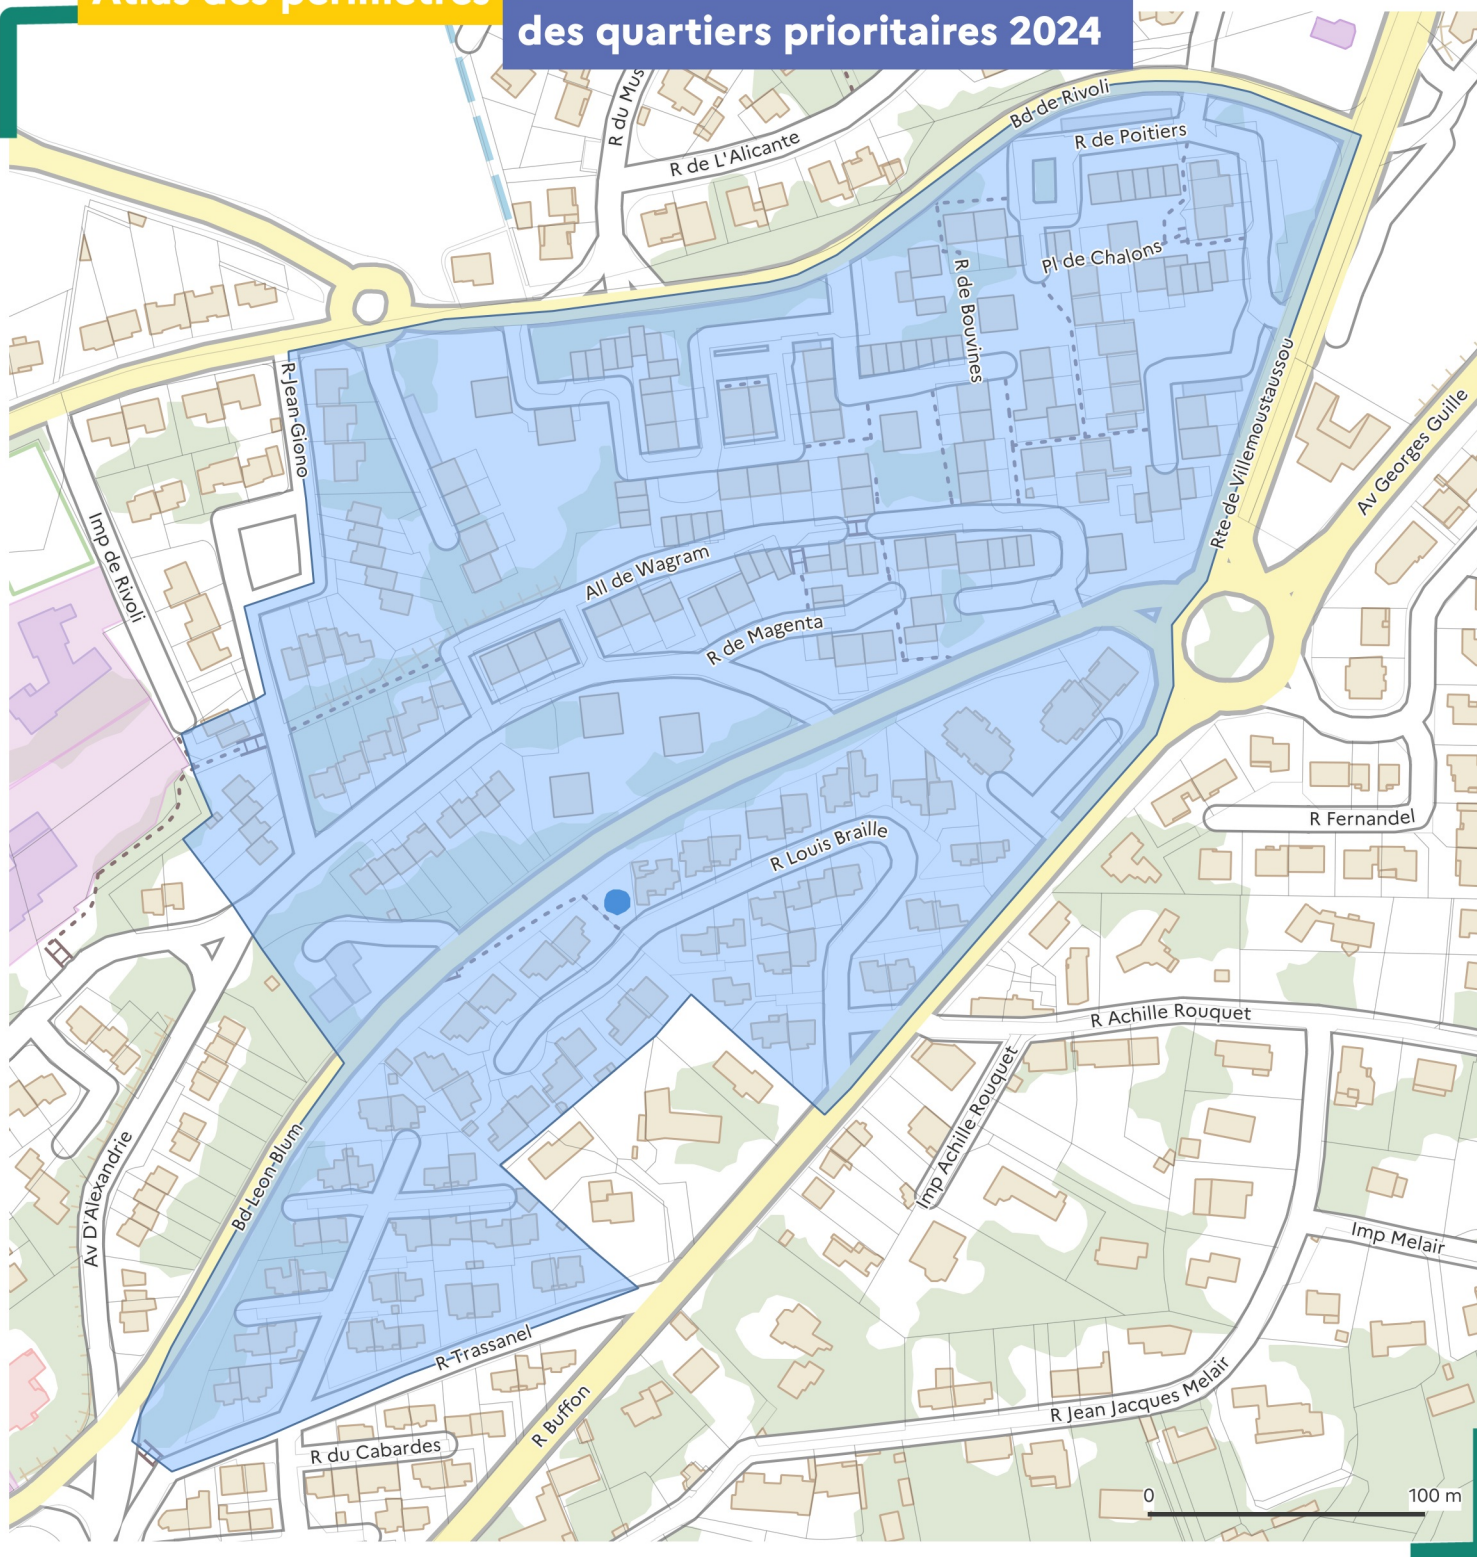 Atlas des périmètres
des quartiers prioritaires 2024
R du Mus
Bd de Rivoli
R de L'Alicante
R de Poitiers
Pl de Chalons
R de Bouvines
R Jean Giono
Rte de Villemoustaussou
Av Georges Guille
Imp de Rivoli
All de Wagram
R de Magenta
R Fernandel
R Louis Braille
R Achille Rouquet
Imp Achille Rouquet
Av D'Alexandrie
Bd Leon Blum
Imp Melair
R Trassanel
R Buffon
R Jean Jacques Melair
R du Cabardes
0
100 m